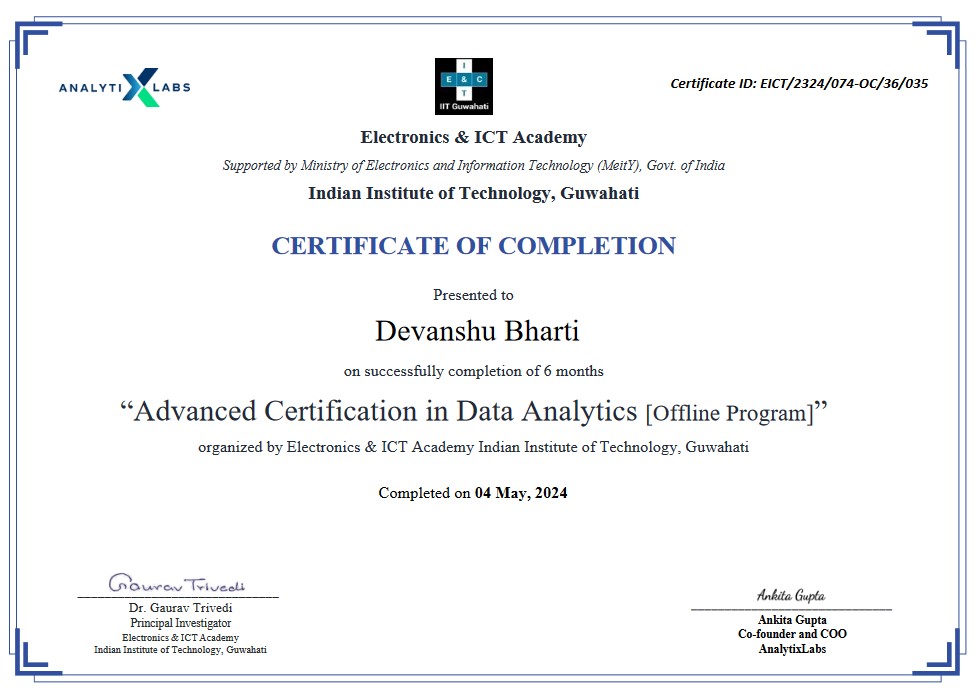 ANALYTIXLABS
I
E & C
T
IIT Guwahati
Certificate ID: EICT/2324/074-OC/36/035
Electronics & ICT Academy
Supported by Ministry of Electronics and Information Technology (MeitY), Govt. of India
Indian Institute of Technology, Guwahati
CERTIFICATE OF COMPLETION
Presented to
Devanshu Bharti
on successfully completion of 6 months
“Advanced Certification in Data Analytics [Offline Program]”
organized by Electronics & ICT Academy Indian Institute of Technology, Guwahati
Completed on 04 May, 2024
Gaurav Trivedi
Dr. Gaurav Trivedi
Principal Investigator
Electronics & ICT Academy
Indian Institute of Technology, Guwahati
Ankita Gupta
Ankita Gupta
Co-founder and COO
AnalytixLabs